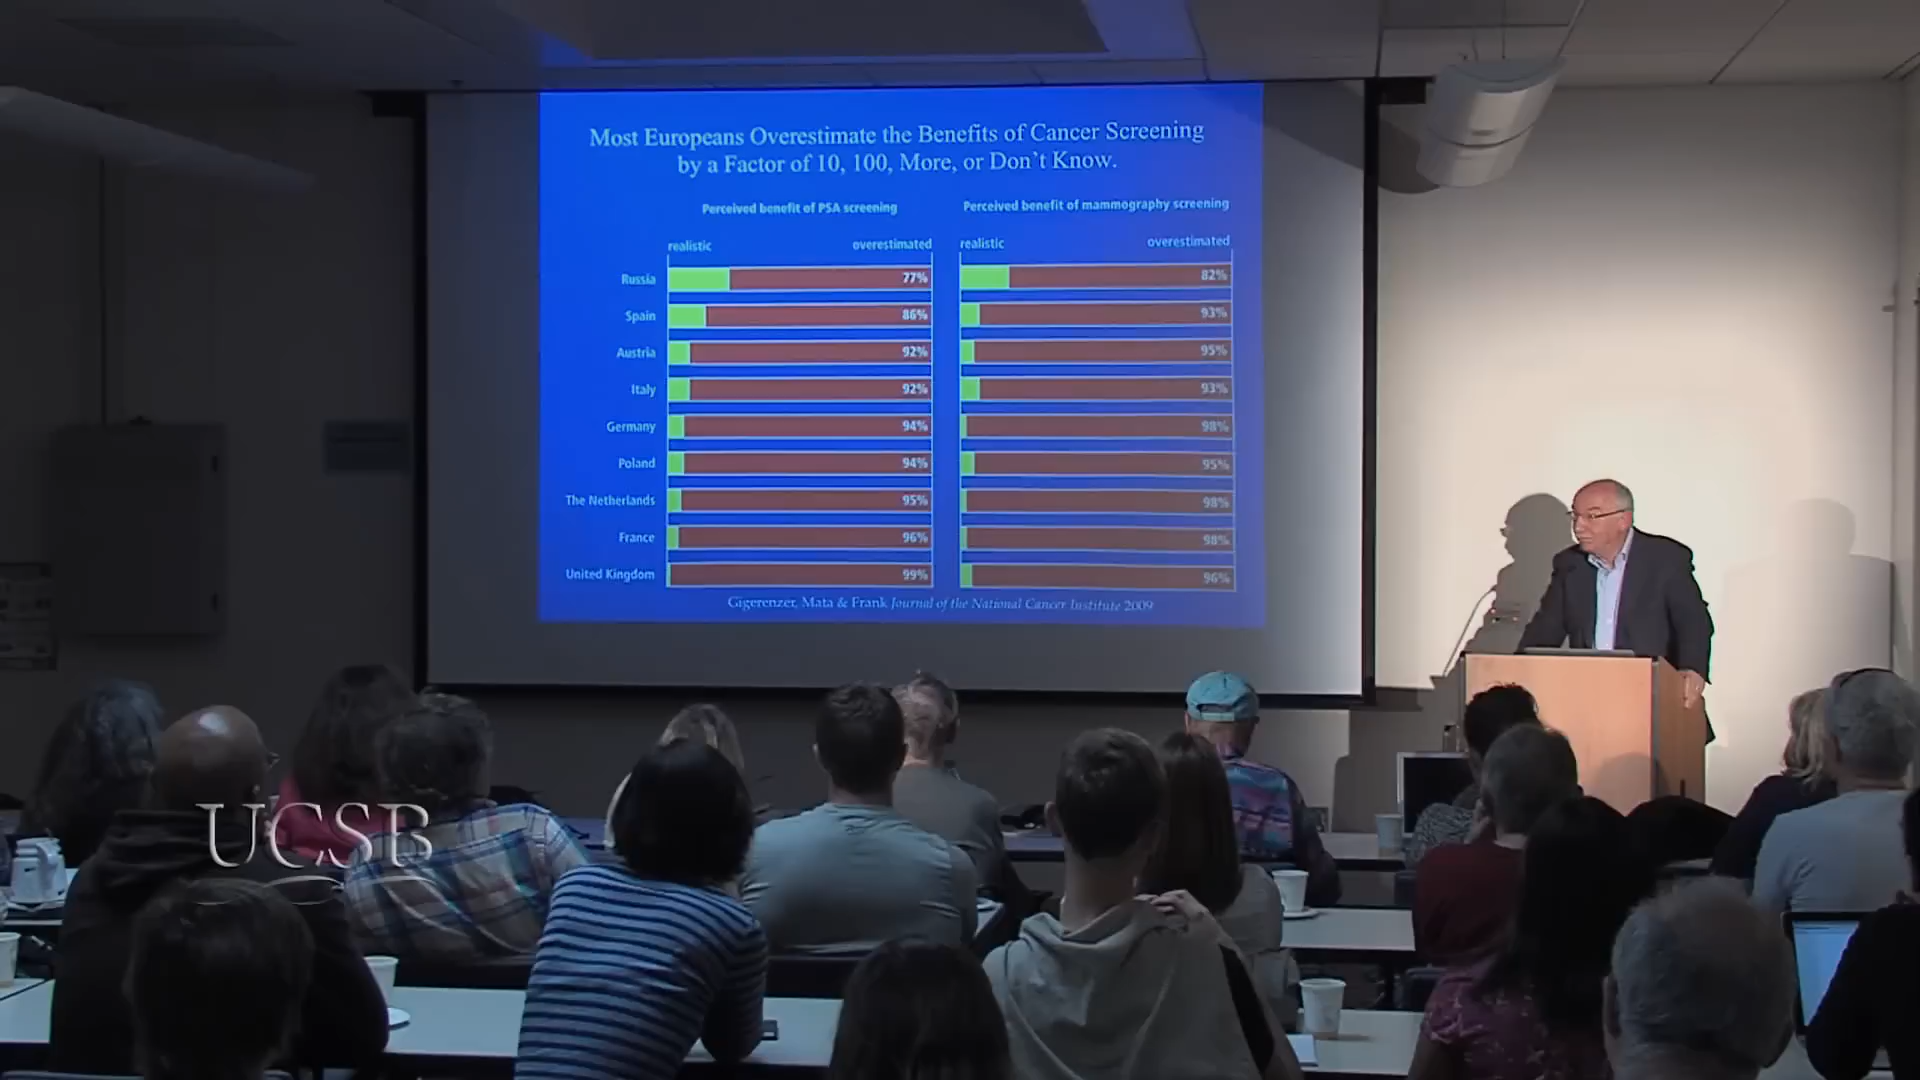 Most Europeans Overestimate the Benefits of Cancer Screening
by a Factor of 10, 100, More, or Don't Know.
Perceived benefit of PSA screening
Perceived benefit of mammography screening
realistic overestimated realistic overestimated
Russia 77% 82%
Spain 86% 93%
Austria 92% 95%
Italy 92% 93%
Germany 94% 98%
Poland 94% 95%
The Netherlands 95% 98%
France 96% 98%
United Kingdom 99% 96%
Gigerenzer, Mata & Frank Journal of the National Cancer Institute 2009
UCSB